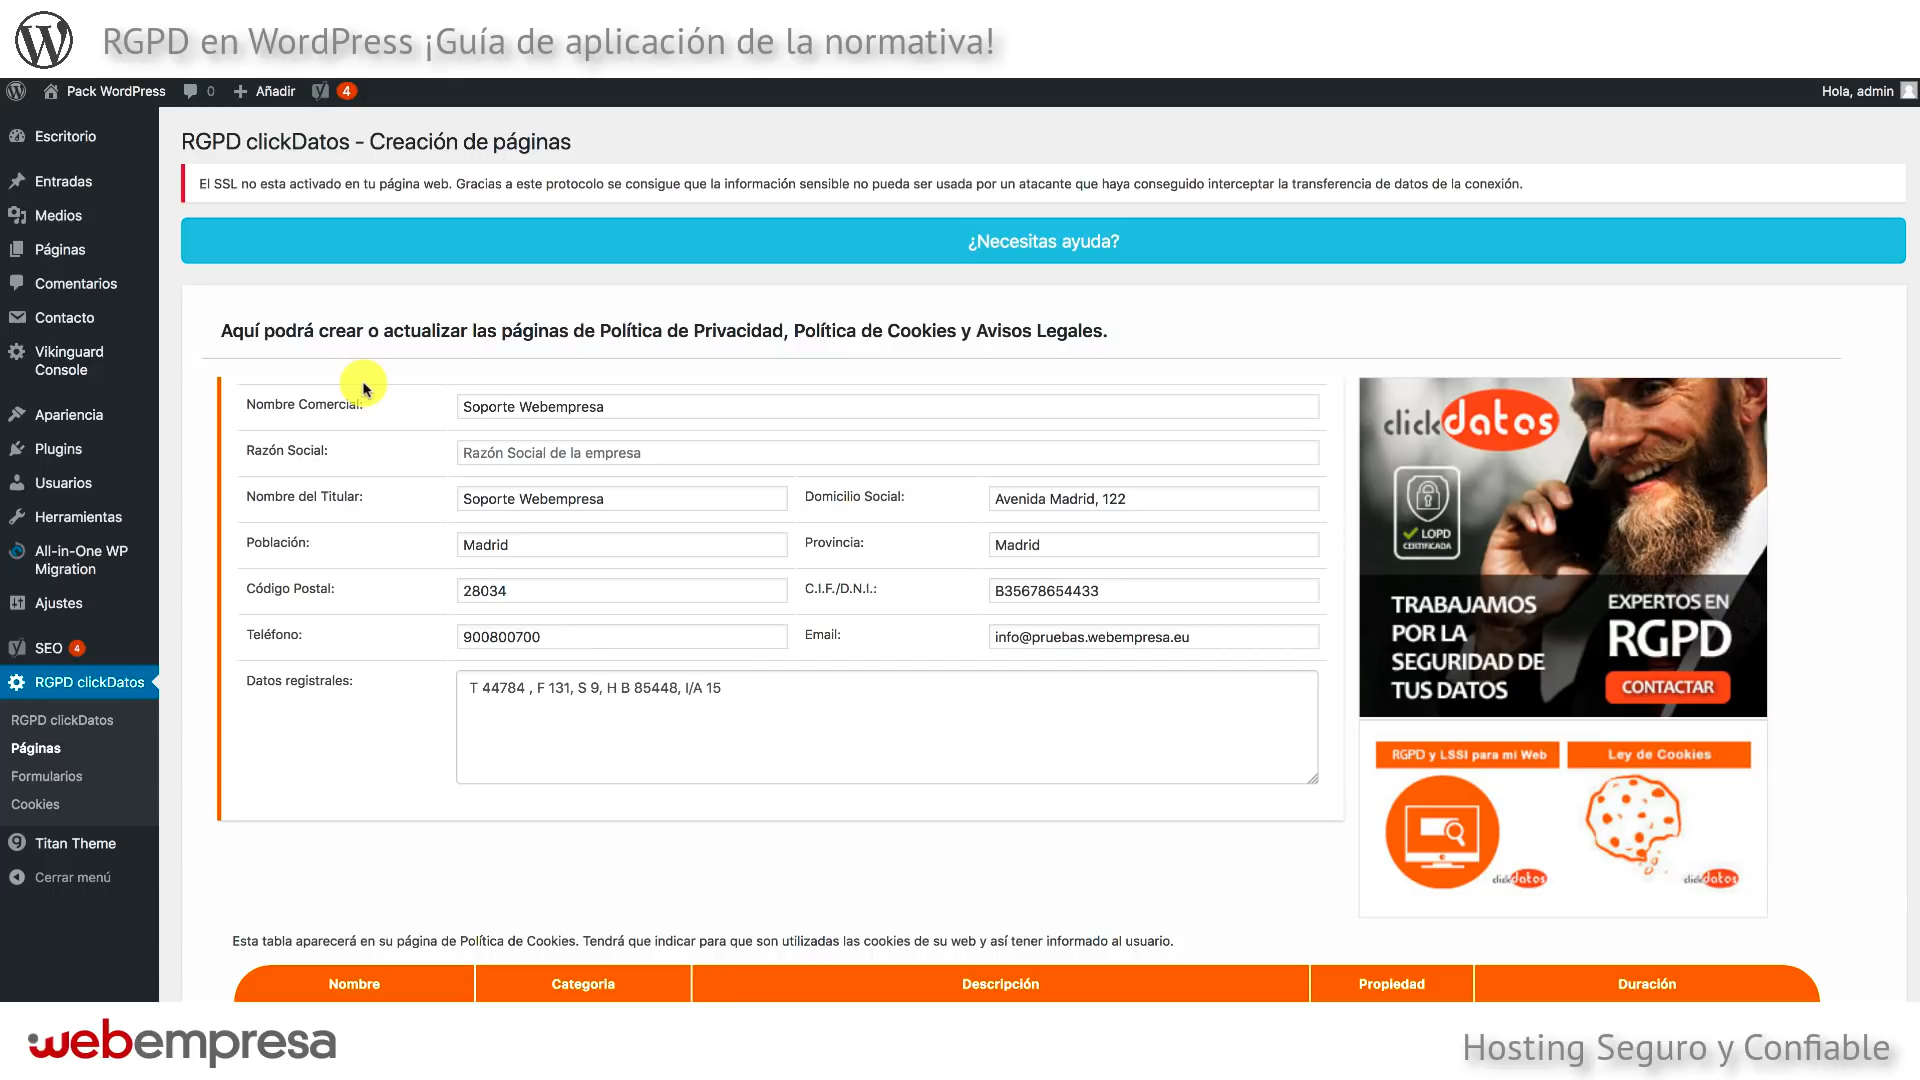 RGPD en WordPress ¡Guía de aplicación de la normativa!
Pack WordPress 0 Añadir 4 Hola, admin
Escritorio
Entradas
Medios
Páginas
Comentarios
Contacto
Vikinguard
Console
Apariencia
Plugins
Usuarios
Herramientas
All-in-One WP
Migration
Ajustes
SEO 4
RGPD clickDatos
RGPD clickDatos
Páginas
Formularios
Cookies
Titan Theme
Cerrar menú
RGPD clickDatos - Creación de páginas
El SSL no esta activado en tu página web. Gracias a este protocolo se consigue que la información sensible no pueda ser usada por un atacante que haya conseguido interceptar la transferencia de datos de la conexión.
¿Necesitas ayuda?
Aquí podrá crear o actualizar las páginas de Política de Privacidad, Política de Cookies y Avisos Legales.
Nombre Comercial: Soporte Webempresa
Razón Social: Razón Social de la empresa
Nombre del Titular: Soporte Webempresa Domicilio Social: Avenida Madrid, 122
Población: Madrid Provincia: Madrid
Código Postal: 28034 C.I.F./D.N.I.: B35678654433
Teléfono: 900800700 Email: info@pruebas.webempresa.eu
Datos registrales: T 44784 , F 131, S 9, H B 85448, I/A 15
clickdatos
LOPD
CERTIFICADA
TRABAJAMOS
POR LA
SEGURIDAD DE
TUS DATOS
EXPERTOS EN
RGPD
CONTACTAR
RGPD y LSSI para mi Web
clickdatos
Ley de Cookies
clickdatos
Esta tabla aparecerá en su página de Política de Cookies. Tendrá que indicar para que son utilizadas las cookies de su web y así tener informado al usuario.
Nombre Categoria Descripción Propiedad Duración
webempresa
Hosting Seguro y Confiable